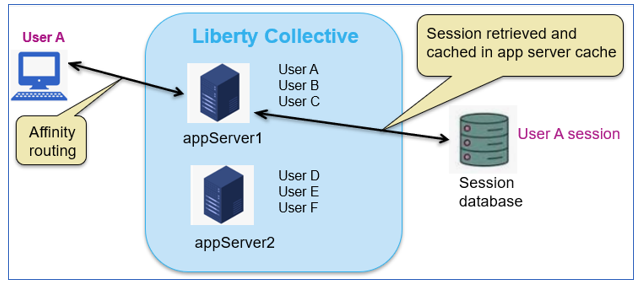 User A
Liberty Collective
Session retrieved and
cached in app server cache
User A
User B
User C
Affinity
routing
appServer1
User A session
Session
database
User D
User E
User F
appServer2